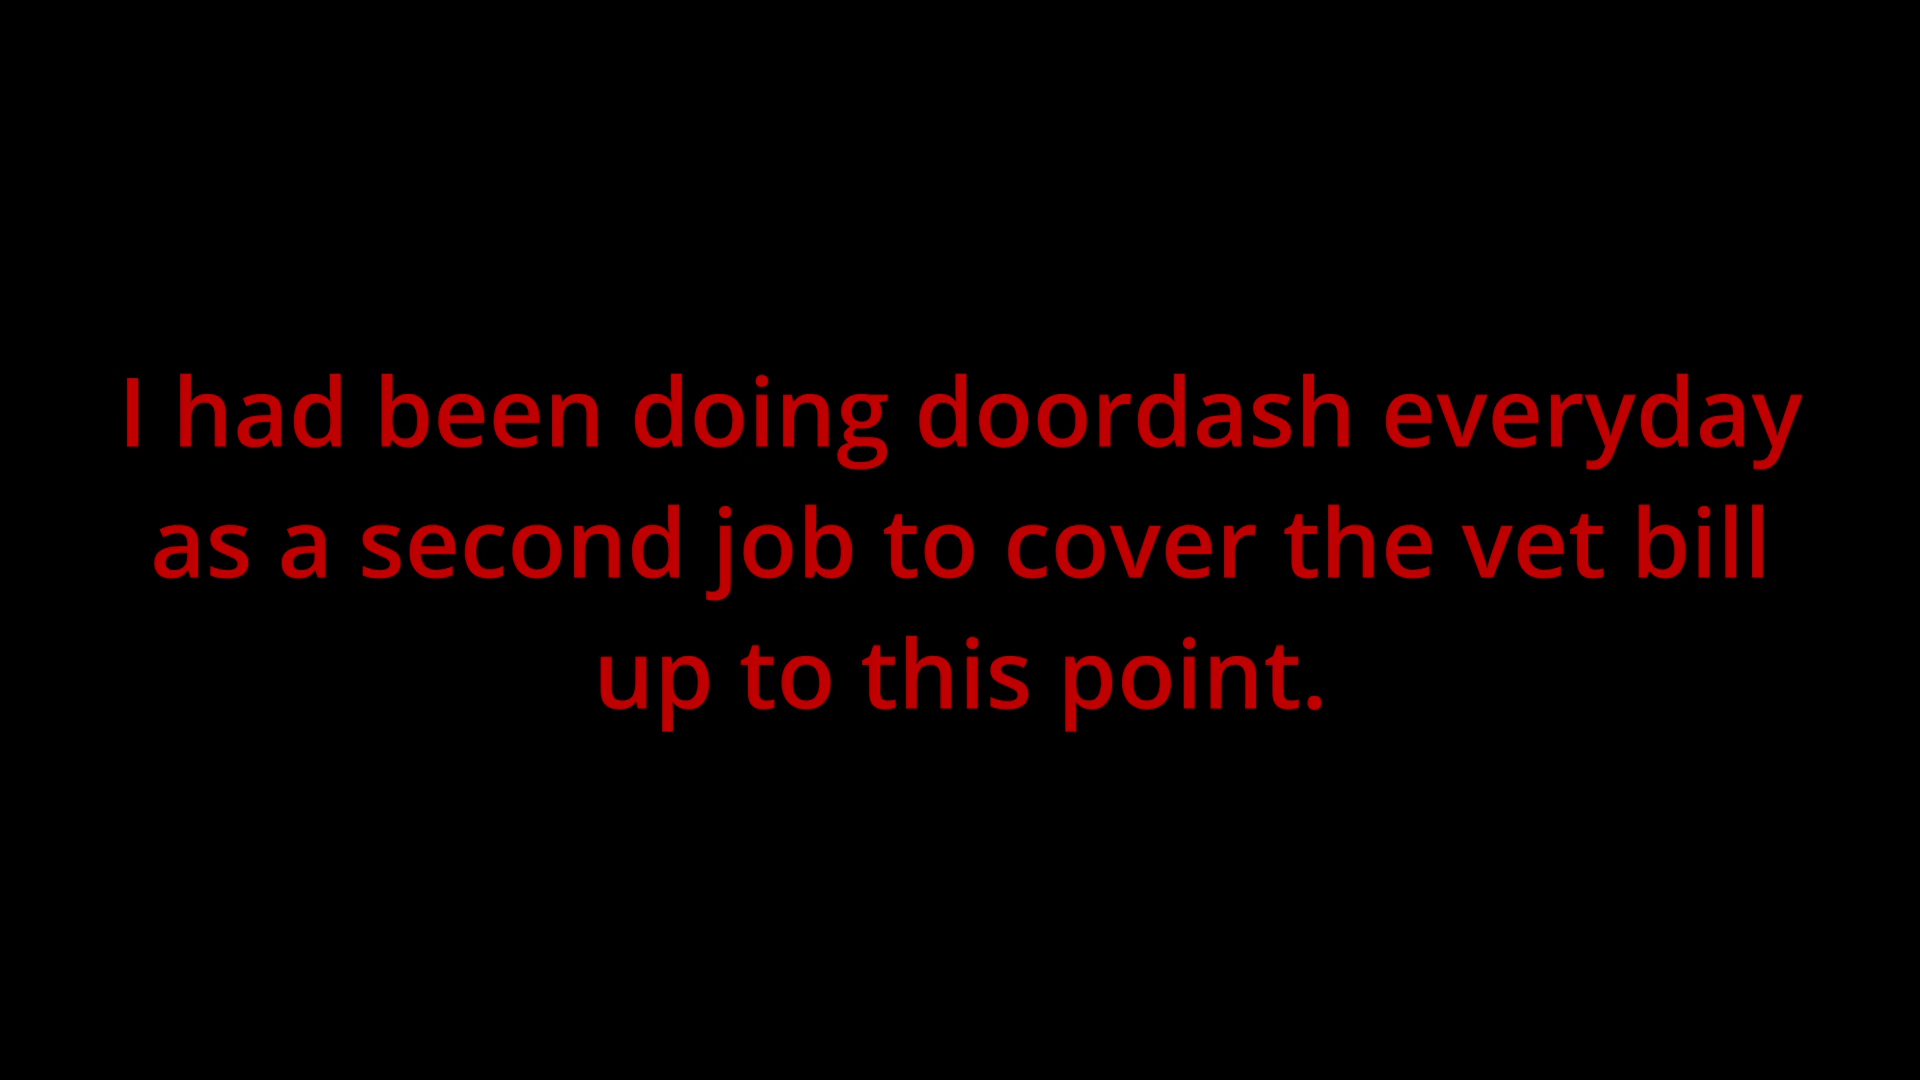 I had been doing doordash everyday
as a second job to cover the vet bill
up to this point.